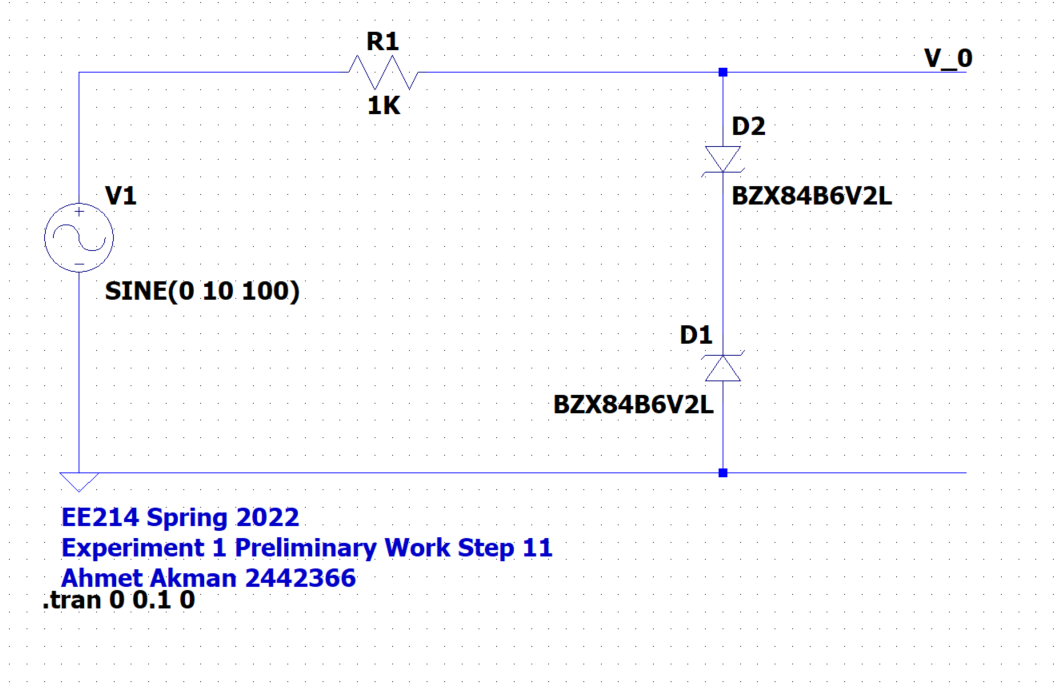 R1
1K
V_0
D2
BZX84B6V2L
V1
SINE(0 10 100)
D1
BZX84B6V2L
EE214 Spring 2022
Experiment 1 Preliminary Work Step 11
Ahmet Akman 2442366
.tran 0 0.1 0